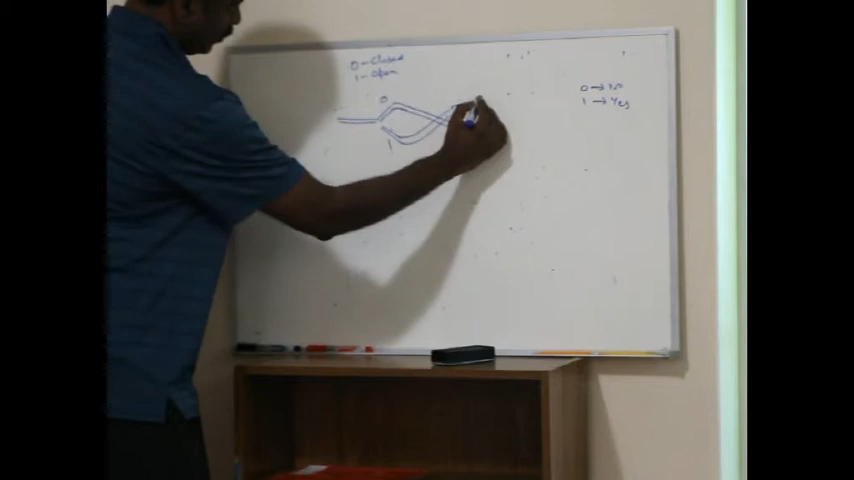 0-Closed
1-Open
0
1
0→No
1→Yes